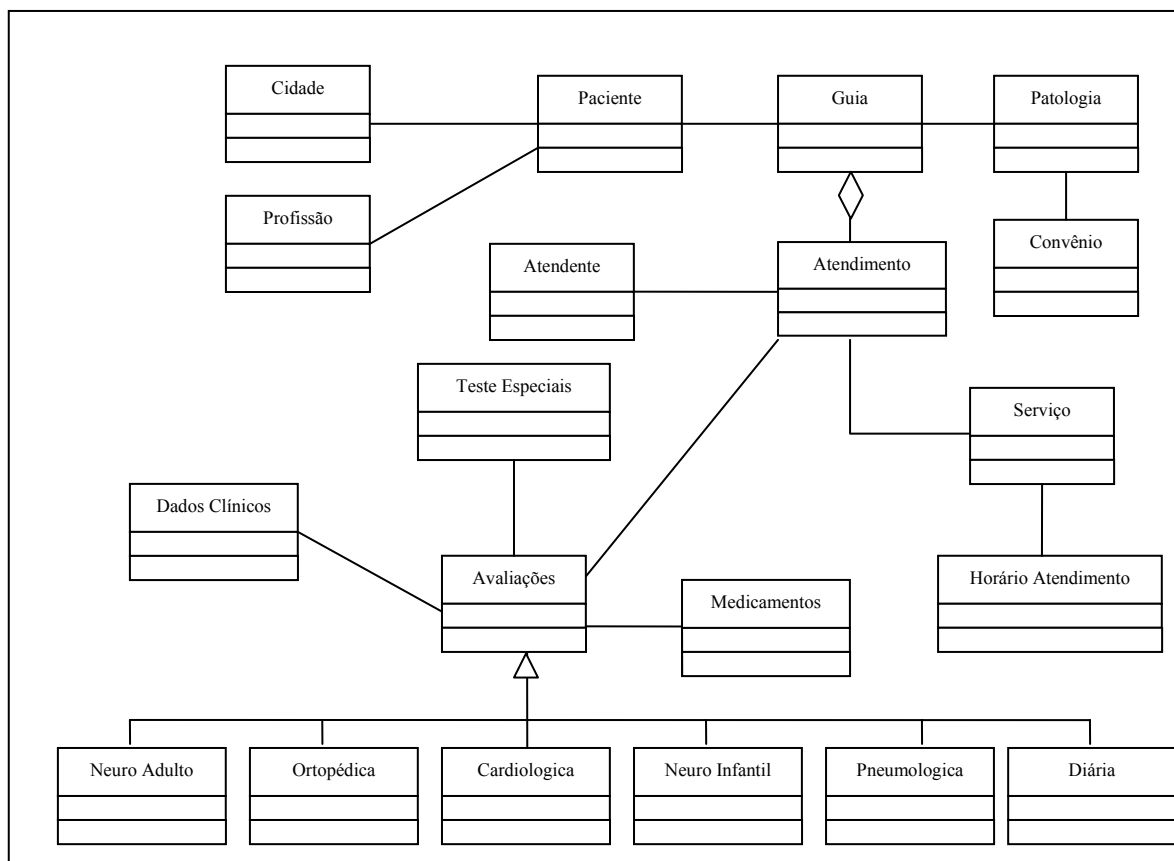 Cidade
Paciente
Guia
Patologia
Profissão
Convênio
Atendente
Atendimento
Teste Especiais
Serviço
Dados Clínicos
Avaliações
Medicamentos
Horário Atendimento
Neuro Adulto
Ortopédica
Cardiologica
Neuro Infantil
Pneumologica
Diária